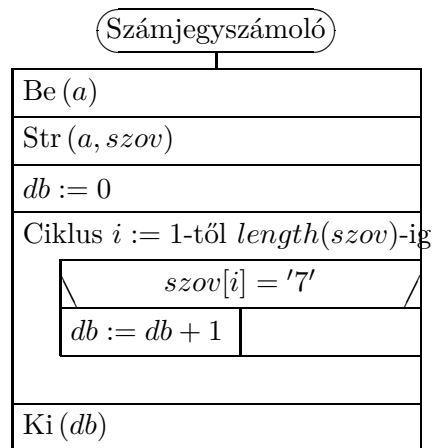 Számjegyszámoló
Be (a)
Str (a, szov)
db := 0
Ciklus i := 1-től length(szov)-ig
szov[i] = '7'
db := db + 1
Ki (db)